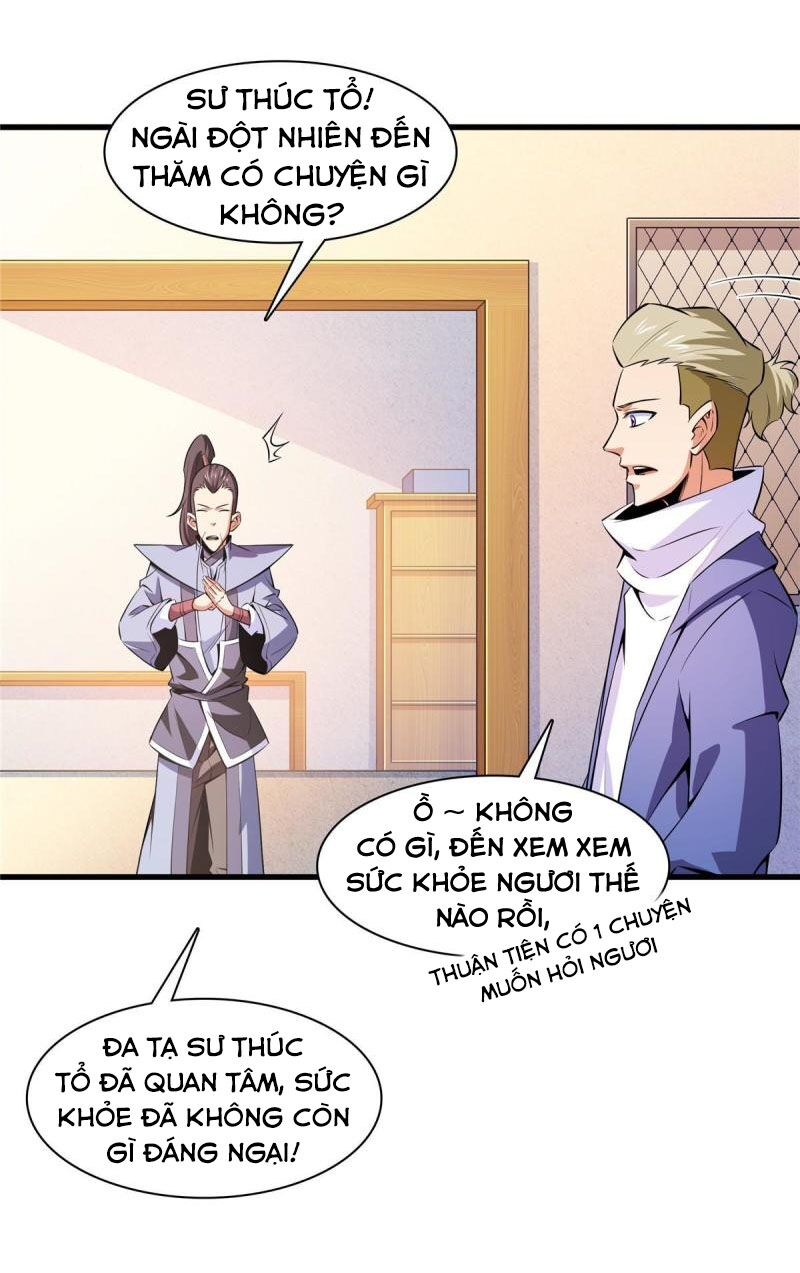 SƯ THÚC TỔ!
NGÀI ĐỘT NHIÊN ĐẾN
THĂM CÓ CHUYỆN GÌ
KHÔNG?
Ồ ~ KHÔNG
CÓ GÌ, ĐẾN XEM XEM
SỨC KHỎE NGƯƠI THẾ
NÀO RỒI,
THUẬN TIỆN CÓ 1 CHUYỆN
MUỐN HỎI NGƯƠI
ĐA TẠ SƯ THÚC
TỔ ĐÃ QUAN TÂM, SỨC
KHỎE ĐÃ KHÔNG CÒN
GÌ ĐÁNG NGẠI!